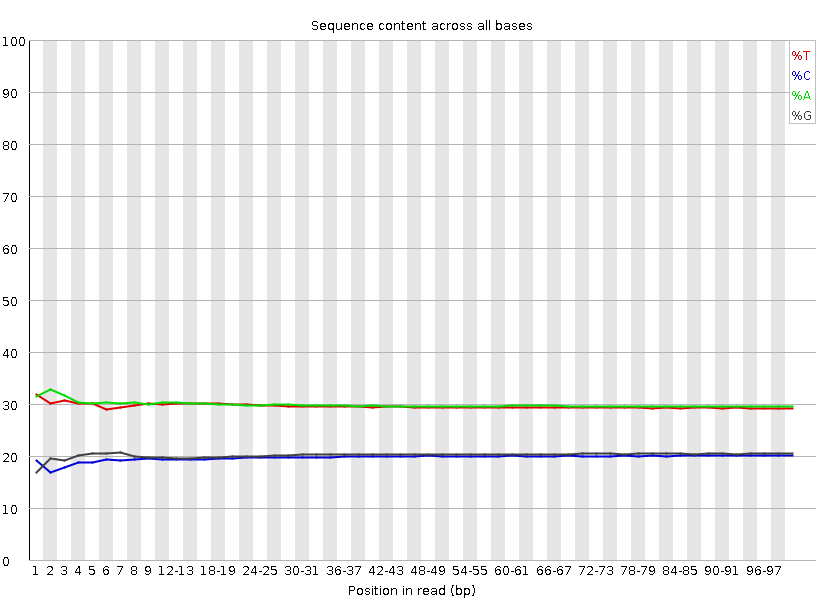 Sequence content across all bases
100
90
80
70
60
50
40
30
20
10
0
%T
%C
%A
%G
1 2 3 4 5 6 7 8 9 12-13 18-19 24-25 30-31 36-37 42-43 48-49 54-55 60-61 66-67 72-73 78-79 84-85 90-91 96-97
Position in read (bp)